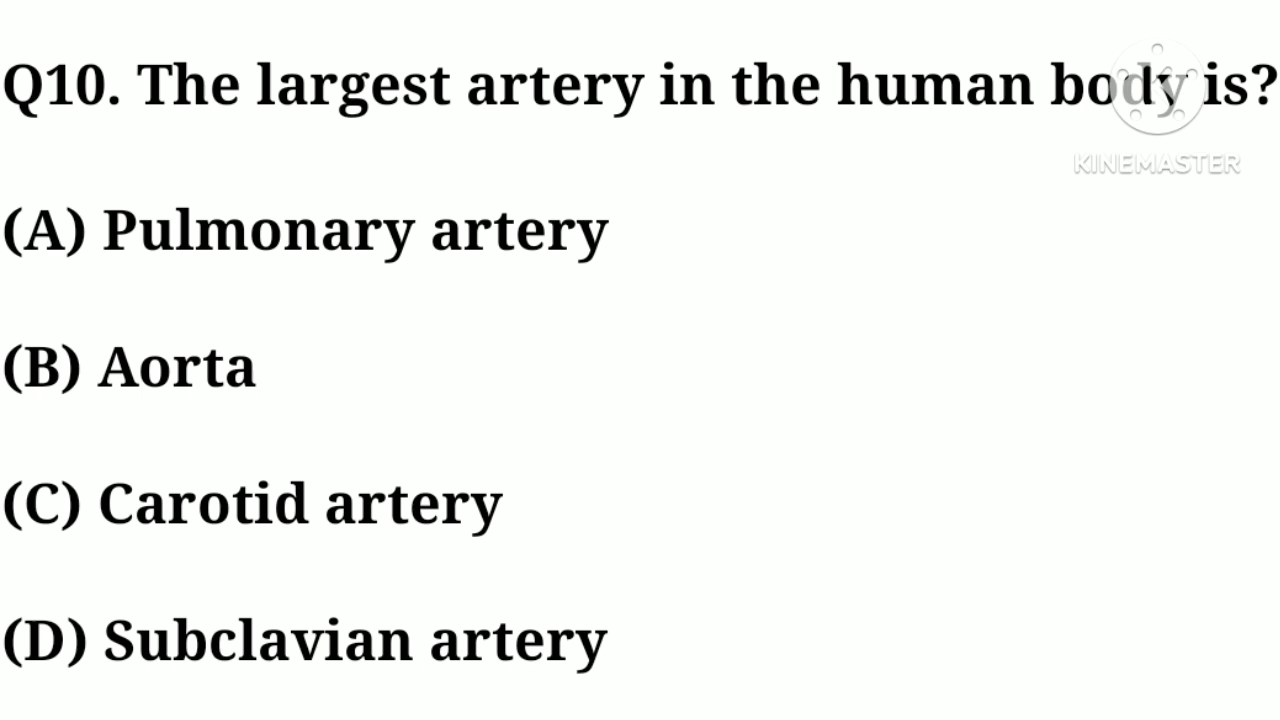 Q10. The largest artery in the human body is?
KINEMASTER
(A) Pulmonary artery
(B) Aorta
(C) Carotid artery
(D) Subclavian artery